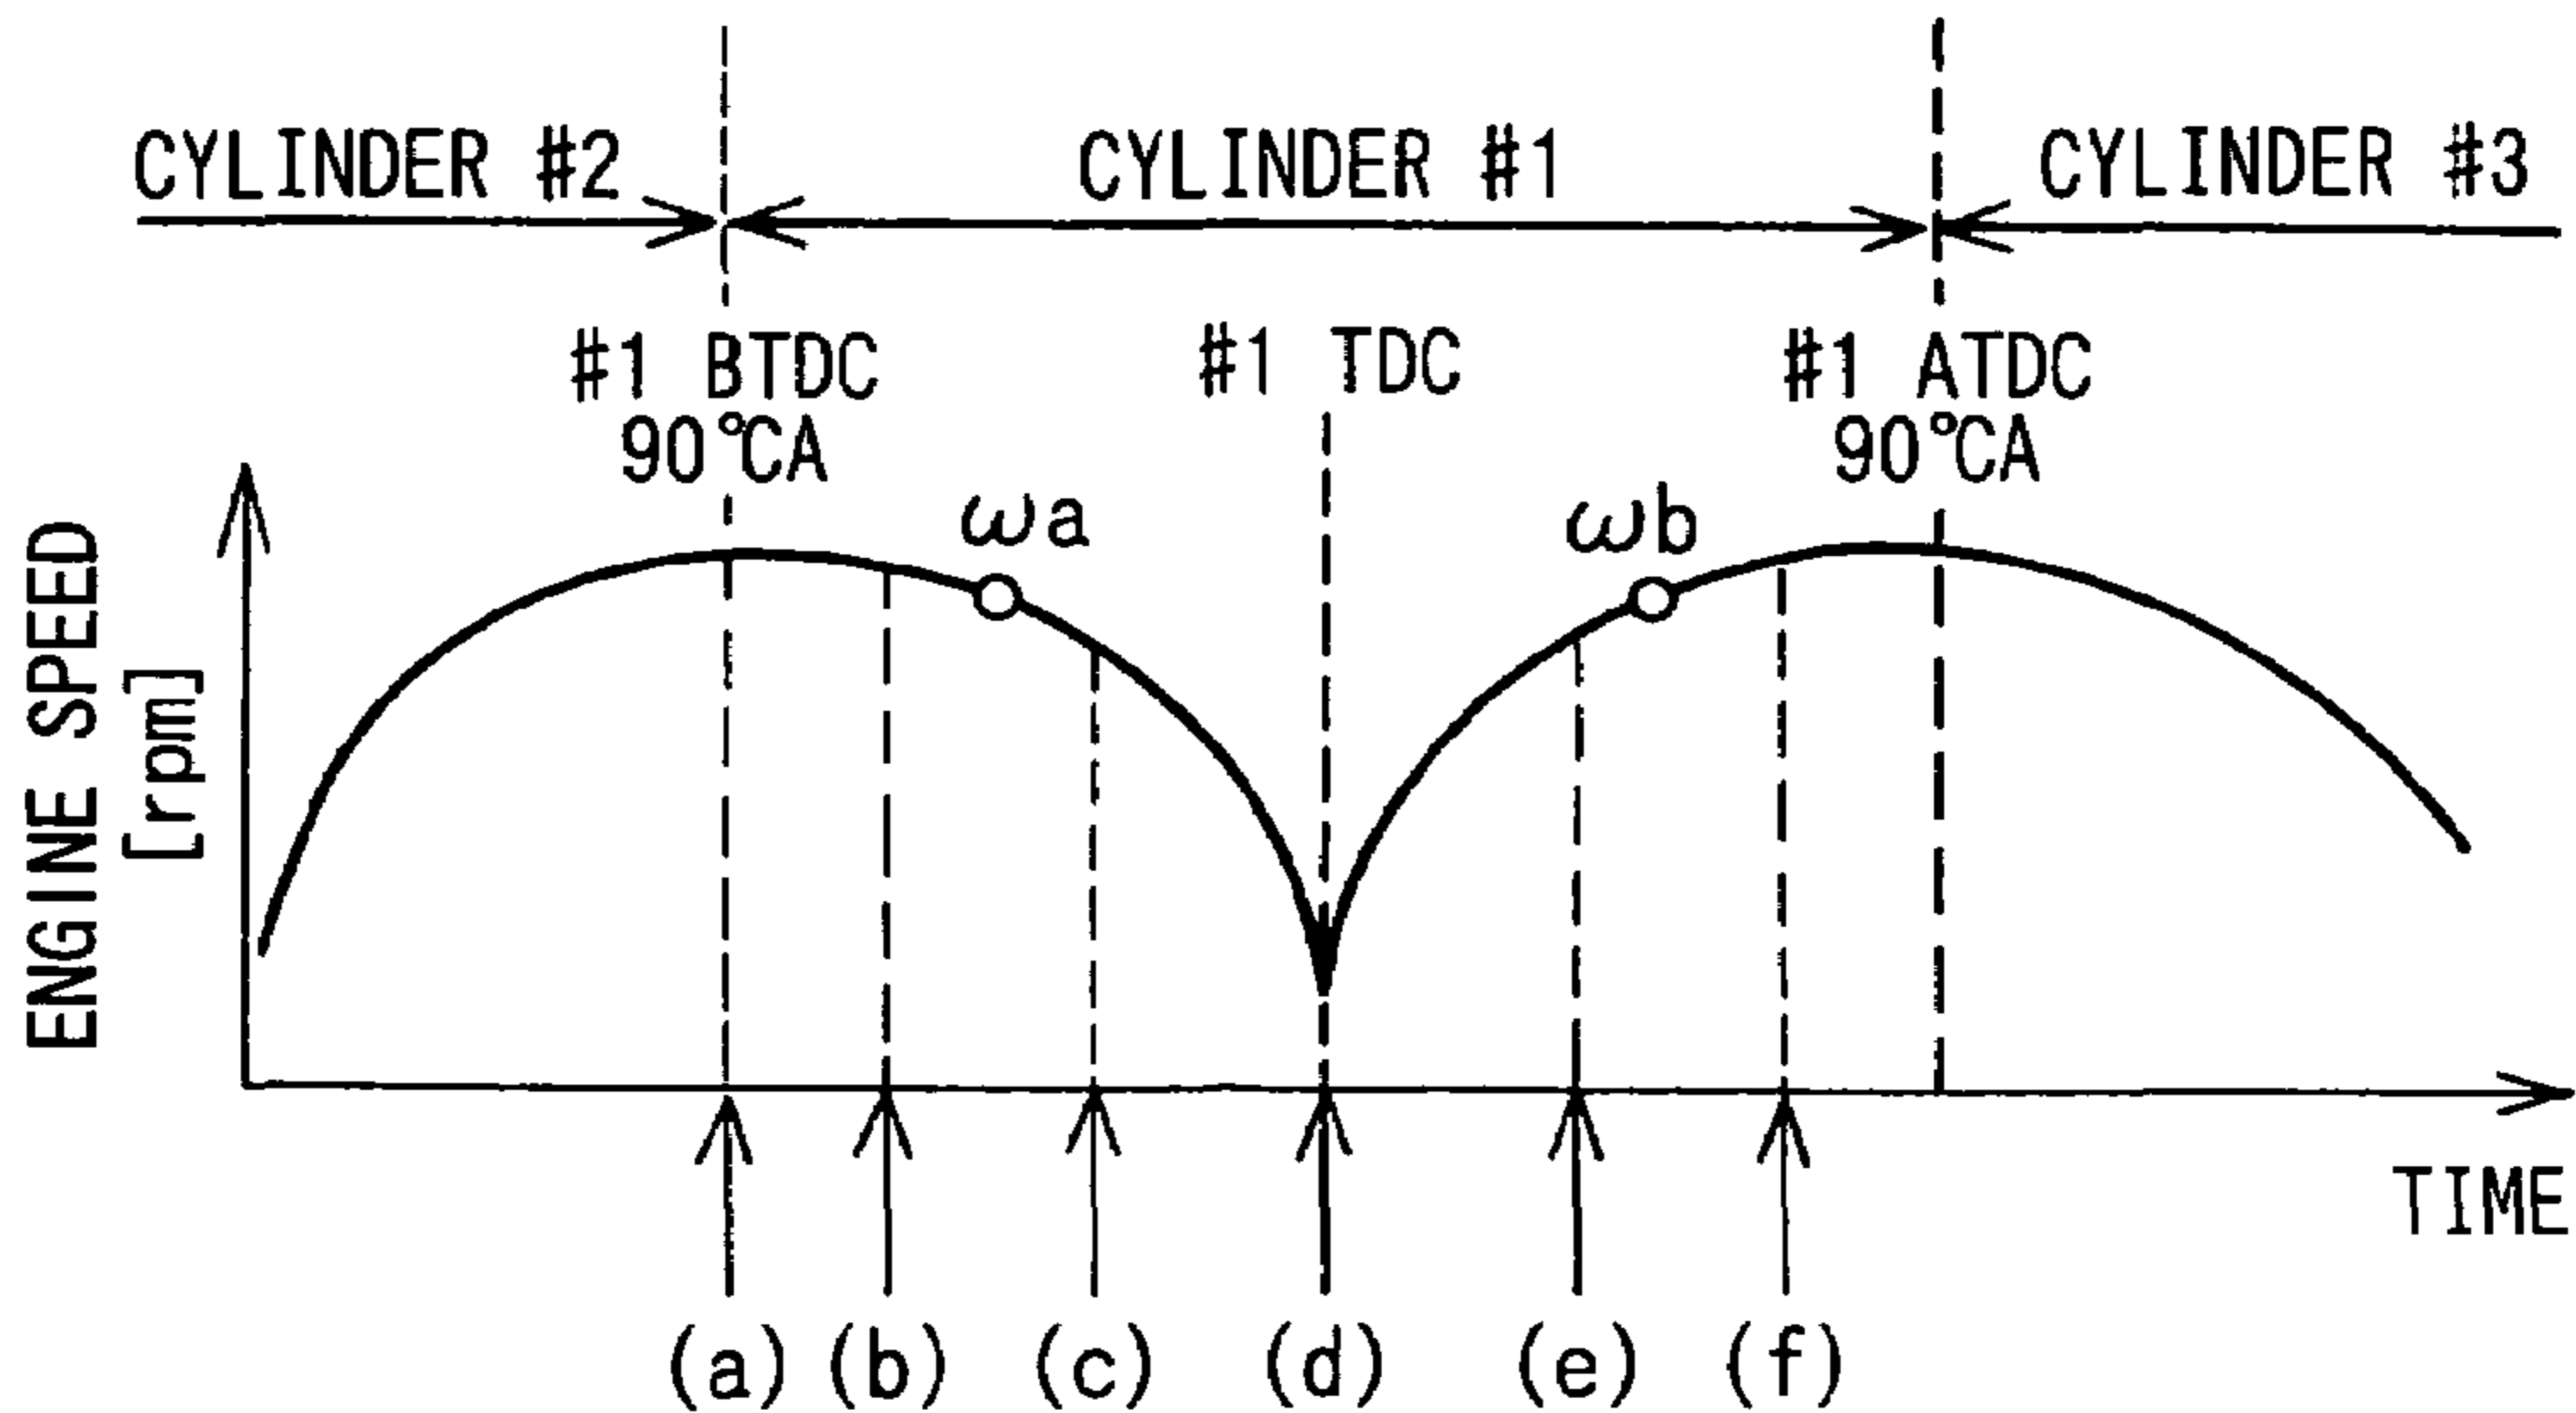 CYLINDER #2
CYLINDER #1
CYLINDER #3
#1 BTDC
90°CA
#1 TDC
#1 ATDC
90°CA
ωa
ωb
ENGINE SPEED
[rpm]
TIME
(a)
(b)
(c)
(d)
(e)
(f)